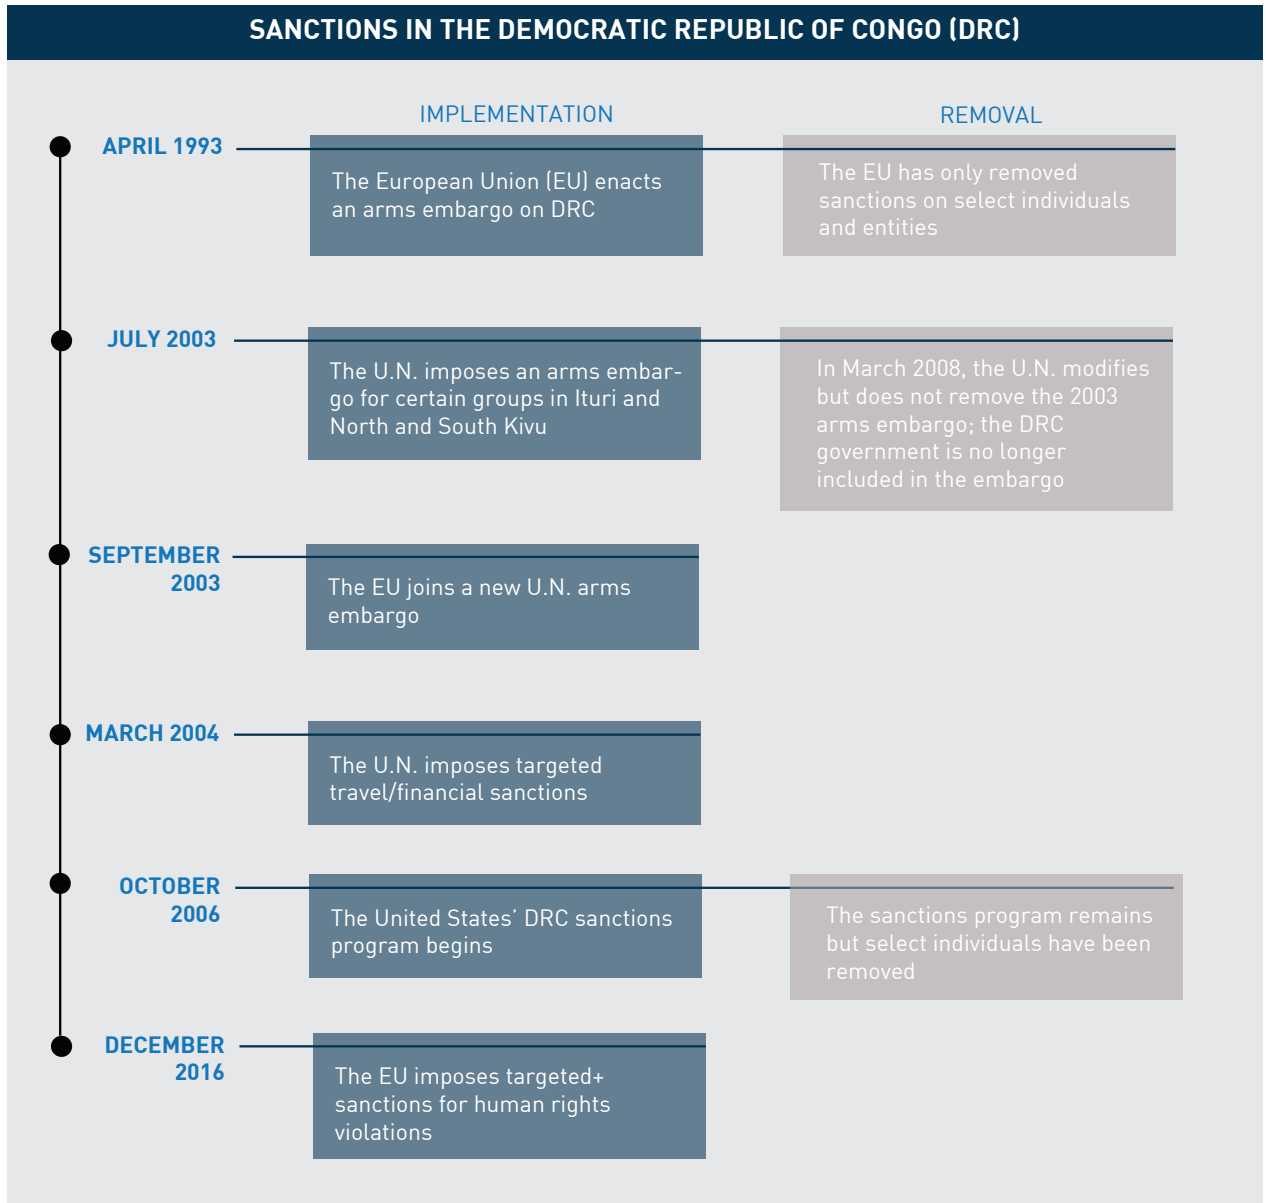 SANCTIONS IN THE DEMOCRATIC REPUBLIC OF CONGO (DRC)
IMPLEMENTATION
REMOVAL
APRIL 1993
The European Union (EU) enacts
an arms embargo on DRC
The EU has only removed
sanctions on select individuals
and entities
JULY 2003
The U.N. imposes an arms embar-
go for certain groups in Ituri and
North and South Kivu
In March 2008, the U.N. modifies
but does not remove the 2003
arms embargo; the DRC
government is no longer
included in the embargo
SEPTEMBER
2003
The EU joins a new U.N. arms
embargo
MARCH 2004
The U.N. imposes targeted
travel/financial sanctions
OCTOBER
2006
The United States’ DRC sanctions
program begins
The sanctions program remains
but select individuals have been
removed
DECEMBER
2016
The EU imposes targeted+
sanctions for human rights
violations